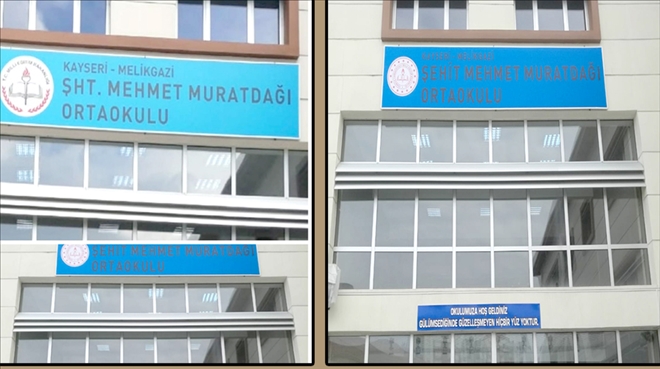 KAYSERİ - MELİKGAZİ
ŞHT. MEHMET MURATDAĞI
ORTAOKULU
ŞEHİT MEHMET MURATDAĞI
ORTAOKULU
KAYSERİ - MELİKGAZİ
ŞEHİT MEHMET MURATDAĞI
ORTAOKULU
OKULUMUZA HOŞ GELDİNİZ
GÜLÜMSEDİĞİNDE GÜZELLEŞMEYEN HİÇBİR YÜZ YOKTUR.